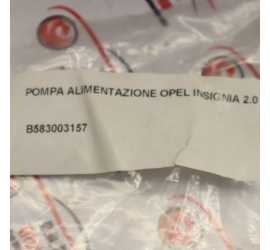 POMPA ALIMENTAZIONE OPEL INSIGNIA 2.0
B583003157